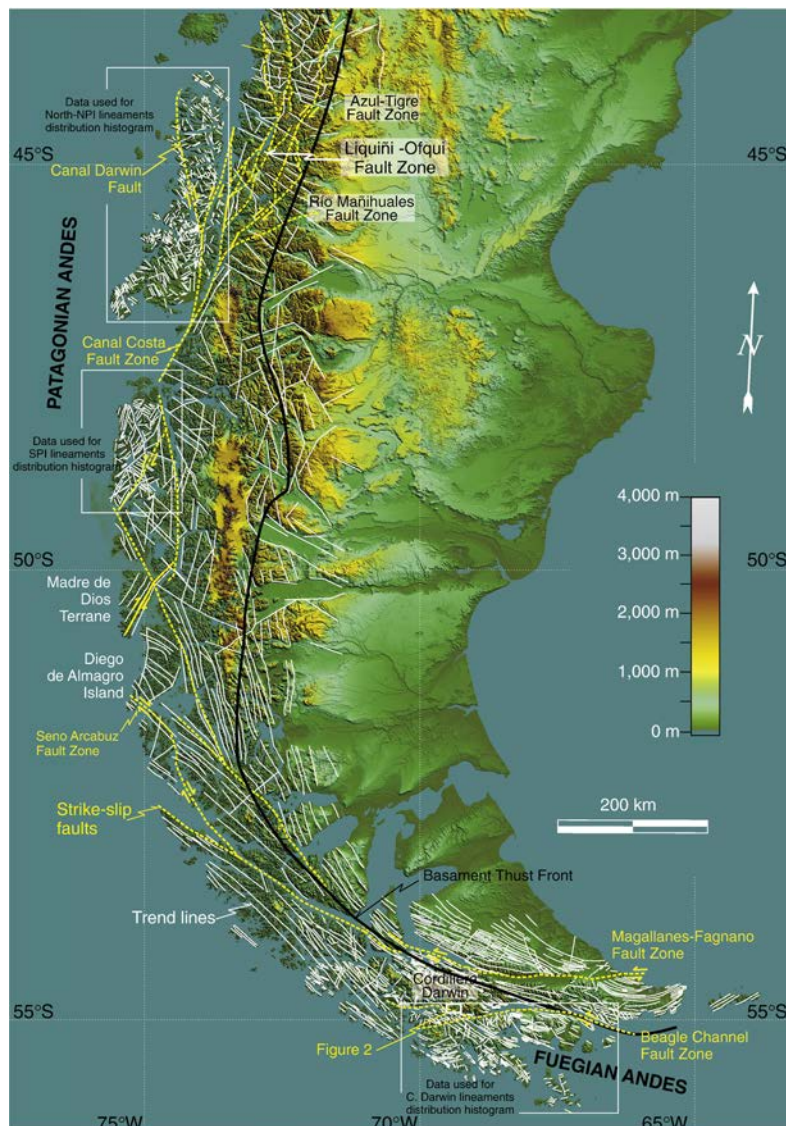 Data used for
North-NPI lineaments
distribution histogram
Azul-Tigre
Fault Zone
45°S
45°S
Liquiñi -Ofqui
Fault Zone
Canal Darwin
Fault
Río Mañihuales
Fault Zone
PATAGONIAN ANDES
Canal Costa
Fault Zone
N
Data used for
SPI lineaments
distribution histogram
4,000 m
3,000 m
2,000 m
1,000 m
0 m
50°S
50°S
Madre de
Dios
Terrane
Diego
de Almagro
Island
Seno Arcabuz
Fault Zone
200 km
Strike-slip
faults
Basament Thust Front
Trend lines
Magallanes-Fagnano
Fault Zone
Cordillera
Darwin
55°S
55°S
Figure 2
Beagle Channel
Fault Zone
FUEGIAN ANDES
Data used for
C. Darwin lineaments
distribution histogram
75°W
70°W
65°W